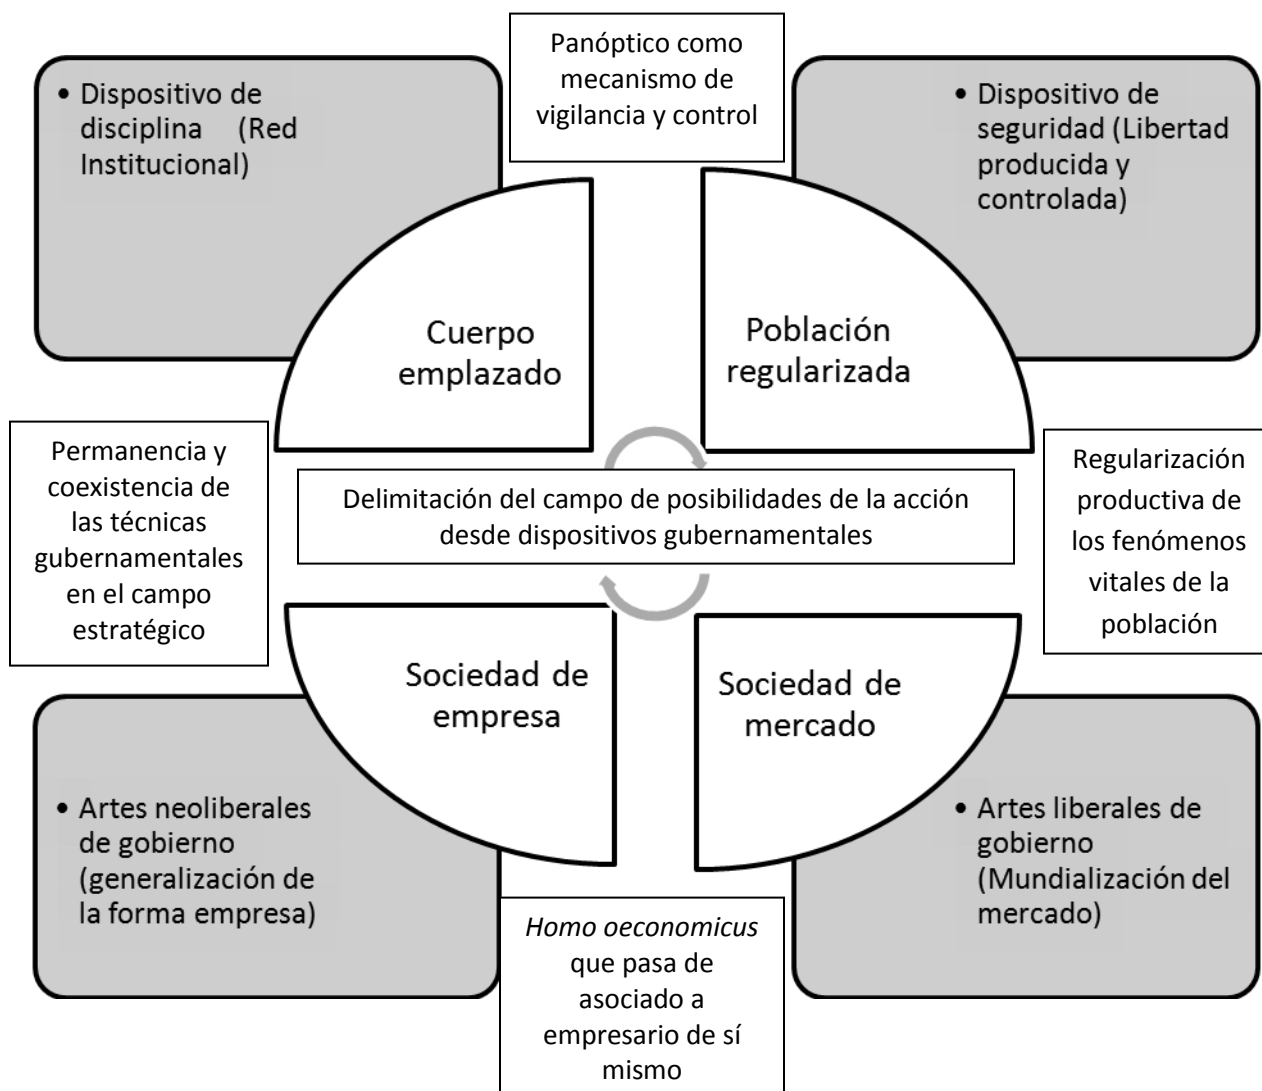 Panóptico como
mecanismo de
vigilancia y control
• Dispositivo de
disciplina (Red
Institucional)
• Dispositivo de
seguridad (Libertad
producida y
controlada)
Cuerpo
emplazado
Población
regularizada
Permanencia y
coexistencia de
las técnicas
gubernamentales
en el campo
estratégico
Delimitación del campo de posibilidades de la acción
desde dispositivos gubernamentales
Regularización
productiva de
los fenómenos
vitales de la
población
Sociedad de
empresa
Sociedad de
mercado
• Artes neoliberales
de gobierno
(generalización de
la forma empresa)
• Artes liberales de
gobierno
(Mundialización del
mercado)
Homo oeconomicus
que pasa de
asociado a
empresario de sí
mismo